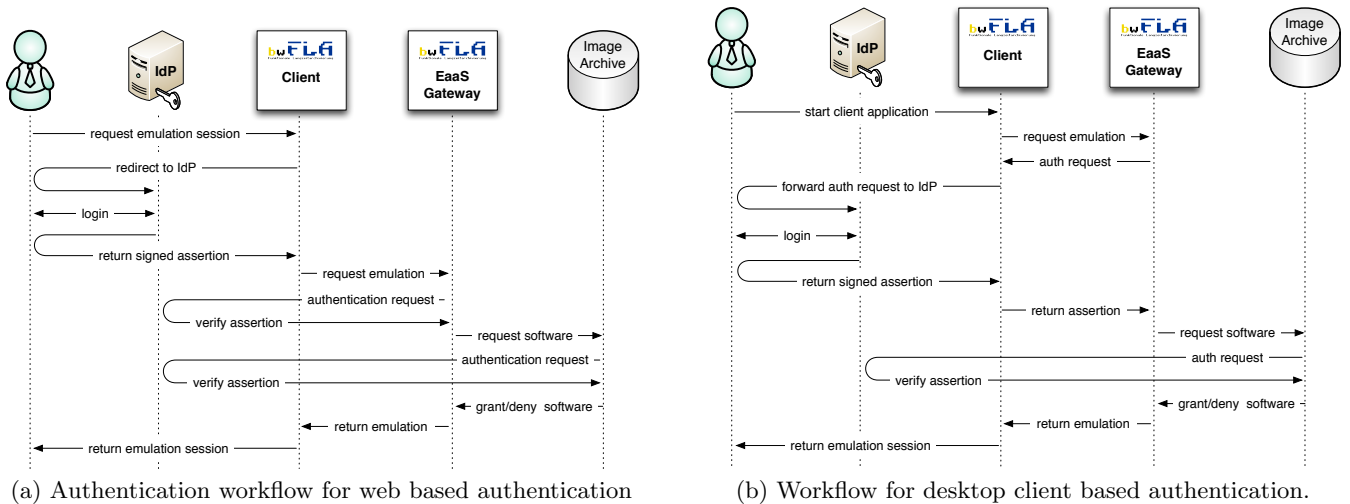 IdP
bwFLA
Client
bwFLA
EaaS
Gateway
Image
Archive
request emulation session
redirect to IdP
login
return signed assertion
request emulation
authentication request
verify assertion
request software
authentication request
verify assertion
grant/deny software
return emulation
return emulation session
(a) Authentication workflow for web based authentication
IdP
bwFLA
Client
bwFLA
EaaS
Gateway
Image
Archive
start client application
request emulation
auth request
forward auth request to IdP
login
return signed assertion
return assertion
request software
auth request
verify assertion
grant/deny software
return emulation
return emulation session
(b) Workflow for desktop client based authentication.